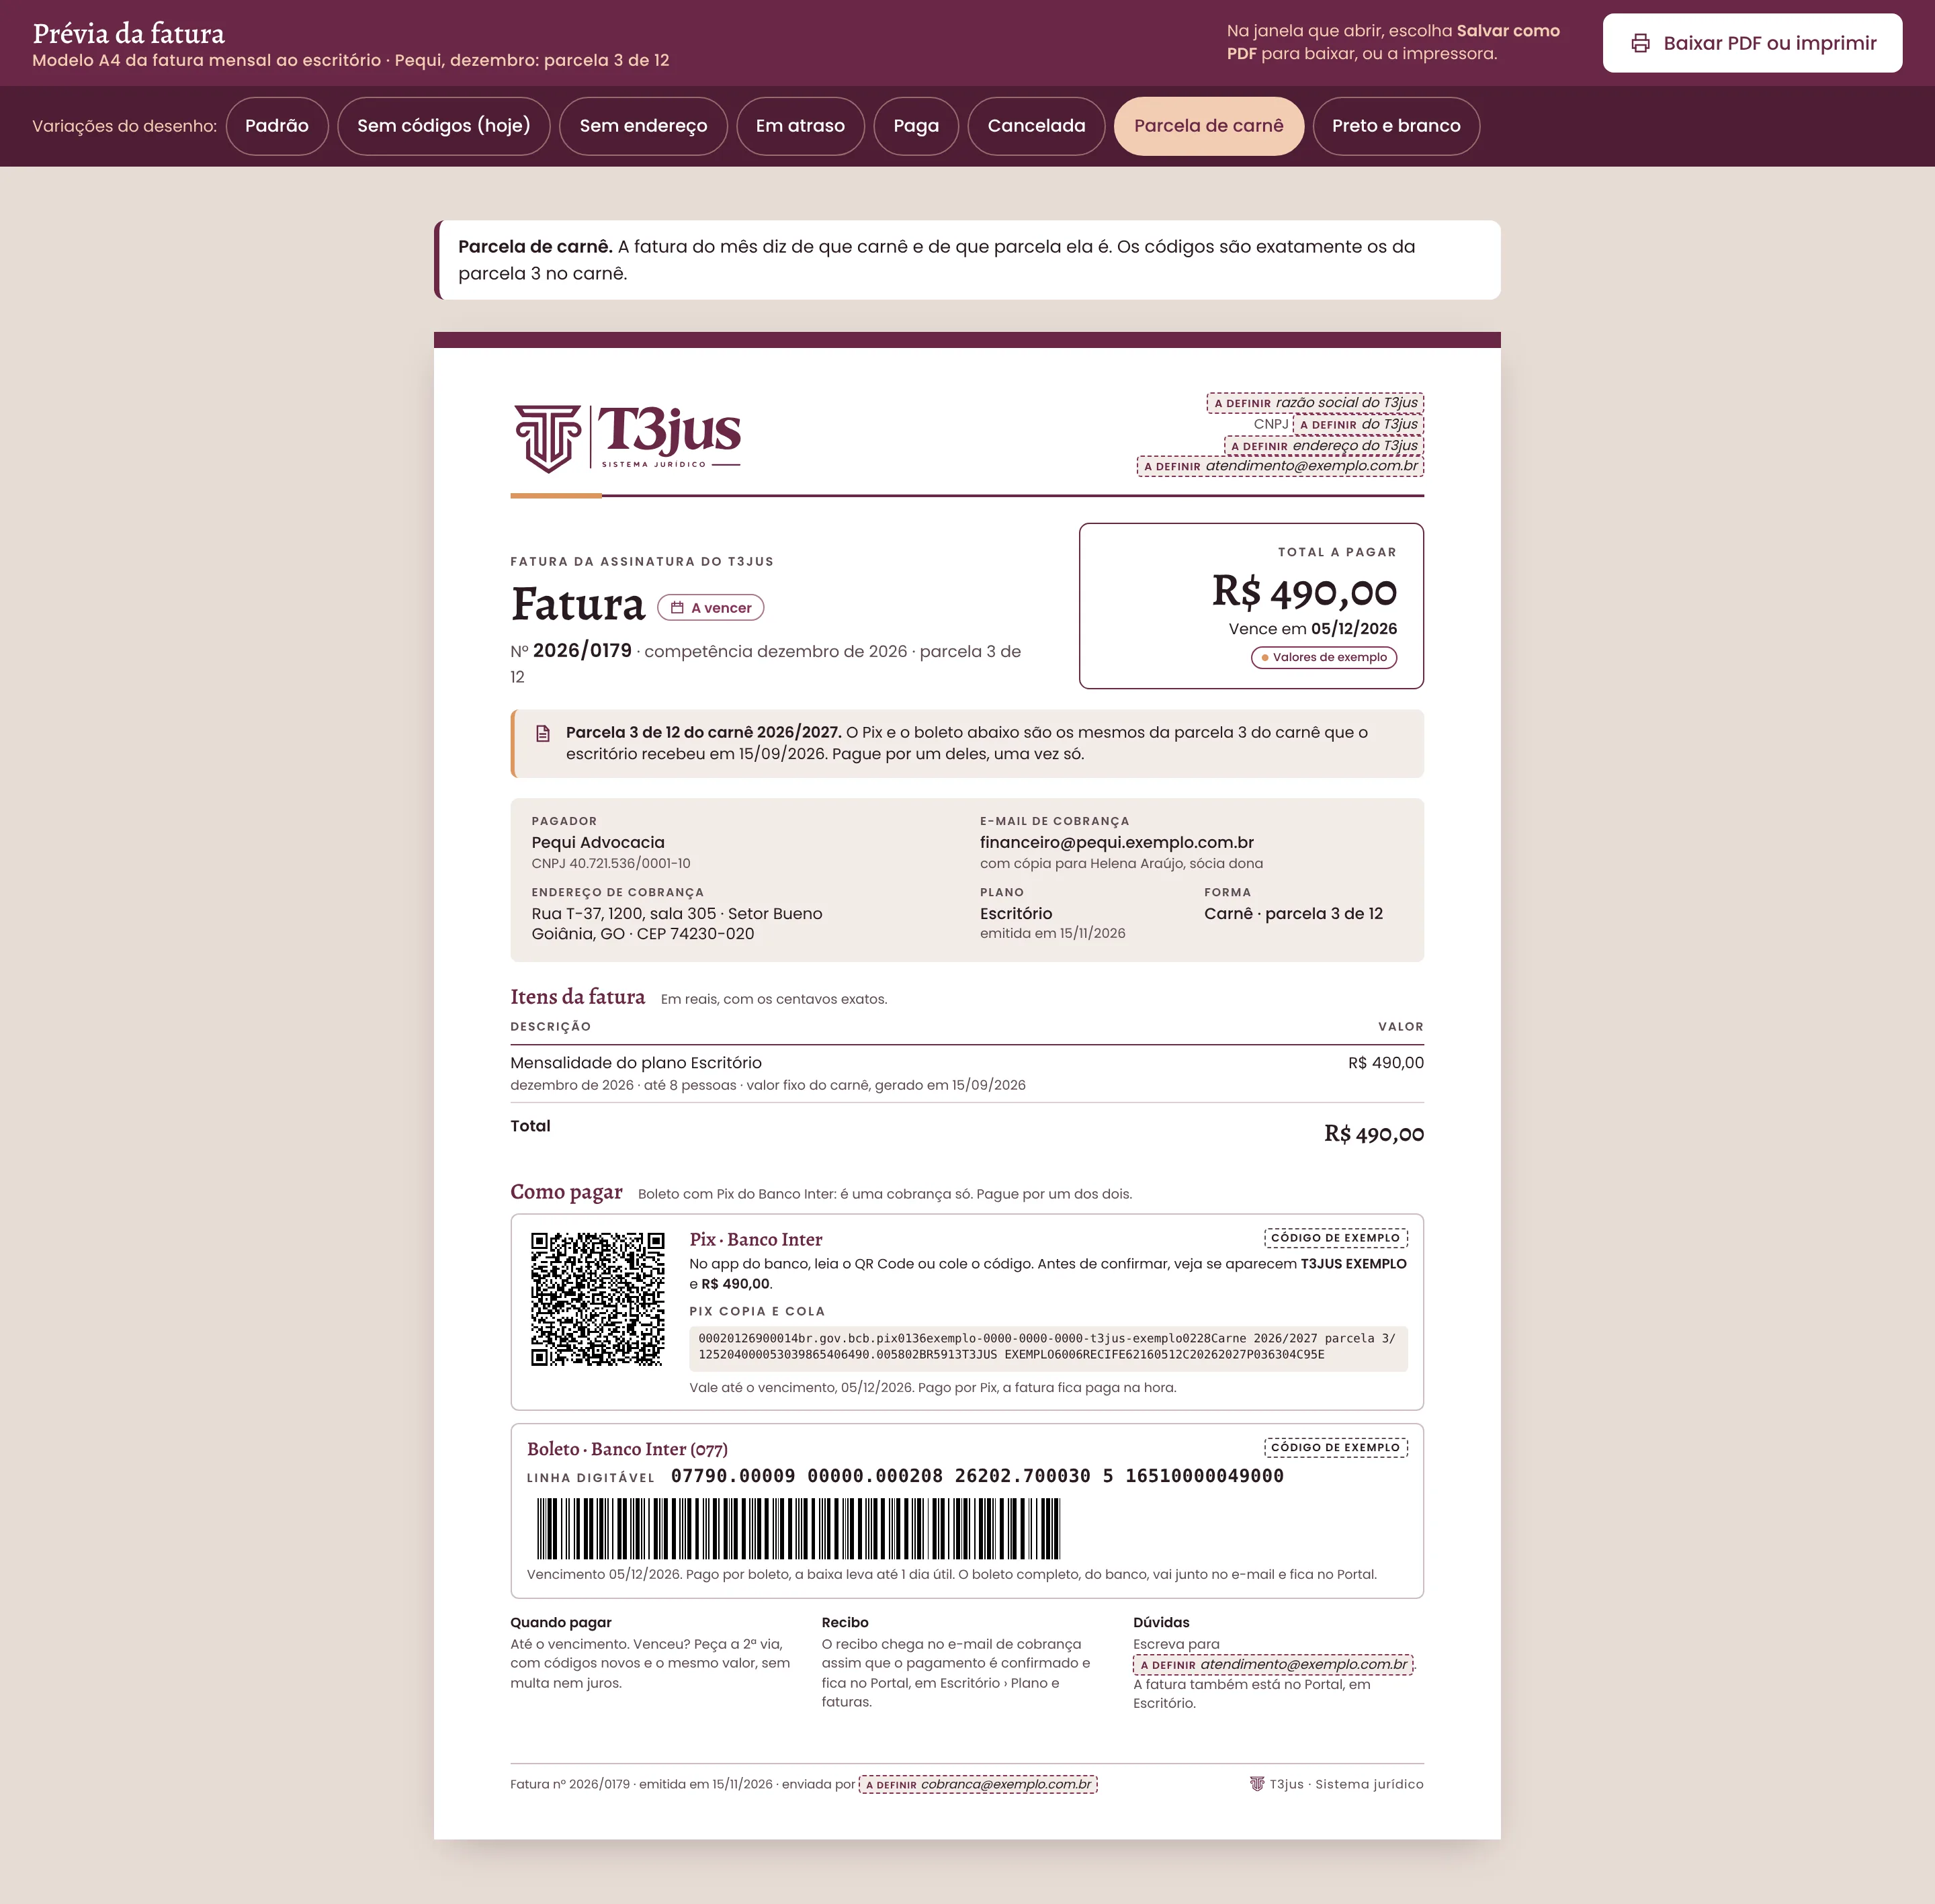 Prévia da fatura
Modelo A4 da fatura mensal ao escritório · Pequi, dezembro: parcela 3 de 12
Na janela que abrir, escolha Salvar como
PDF para baixar, ou a impressora.
Baixar PDF ou imprimir
Variações do desenho:
Padrão
Sem códigos (hoje)
Sem endereço
Em atraso
Paga
Cancelada
Parcela de carnê
Preto e branco
Parcela de carnê. A fatura do mês diz de que carnê e de que parcela ela é. Os códigos são exatamente os da
parcela 3 no carnê.
T3jus
SISTEMA JURÍDICO
A DEFINIR razão social do T3jus
CNPJ A DEFINIR do T3jus
A DEFINIR endereço do T3jus
A DEFINIR atendimento@exemplo.com.br
FATURA DA ASSINATURA DO T3JUS
Fatura
A vencer
Nº 2026/0179 · competência dezembro de 2026 · parcela 3 de
12
TOTAL A PAGAR
R$ 490,00
Vence em 05/12/2026
Valores de exemplo
Parcela 3 de 12 do carnê 2026/2027. O Pix e o boleto abaixo são os mesmos da parcela 3 do carnê que o
escritório recebeu em 15/09/2026. Pague por um deles, uma vez só.
PAGADOR
Pequi Advocacia
CNPJ 40.721.536/0001-10
E-MAIL DE COBRANÇA
financeiro@pequi.exemplo.com.br
com cópia para Helena Araújo, sócia dona
ENDEREÇO DE COBRANÇA
Rua T-37, 1200, sala 305 · Setor Bueno
Goiânia, GO · CEP 74230-020
PLANO
Escritório
emitida em 15/11/2026
FORMA
Carnê · parcela 3 de 12
Itens da fatura Em reais, com os centavos exatos.
DESCRIÇÃO VALOR
Mensalidade do plano Escritório R$ 490,00
dezembro de 2026 · até 8 pessoas · valor fixo do carnê, gerado em 15/09/2026
Total R$ 490,00
Como pagar Boleto com Pix do Banco Inter: é uma cobrança só. Pague por um dos dois.
Pix · Banco Inter
CÓDIGO DE EXEMPLO
No app do banco, leia o QR Code ou cole o código. Antes de confirmar, veja se aparecem T3JUS EXEMPLO
e R$ 490,00.
PIX COPIA E COLA
00020126900014br.gov.bcb.pix0136exemplo-0000-0000-0000-t3jus-exemplo0228Carne 2026/2027 parcela 3/
125204000053039865406490.005802BR5913T3JUS EXEMPLO6006RECIFE62160512C20262027P036304C95E
Vale até o vencimento, 05/12/2026. Pago por Pix, a fatura fica paga na hora.
Boleto · Banco Inter (077)
CÓDIGO DE EXEMPLO
LINHA DIGITÁVEL 07790.00009 00000.000208 26202.700030 5 16510000049000
Vencimento 05/12/2026. Pago por boleto, a baixa leva até 1 dia útil. O boleto completo, do banco, vai junto no e-mail e fica no Portal.
Quando pagar
Até o vencimento. Venceu? Peça a 2ª via,
com códigos novos e o mesmo valor, sem
multa nem juros.
Recibo
O recibo chega no e-mail de cobrança
assim que o pagamento é confirmado e
fica no Portal, em Escritório › Plano e
faturas.
Dúvidas
Escreva para
A DEFINIR atendimento@exemplo.com.br.
A fatura também está no Portal, em
Escritório.
Fatura nº 2026/0179 · emitida em 15/11/2026 · enviada por A DEFINIR cobranca@exemplo.com.br
T3jus · Sistema jurídico